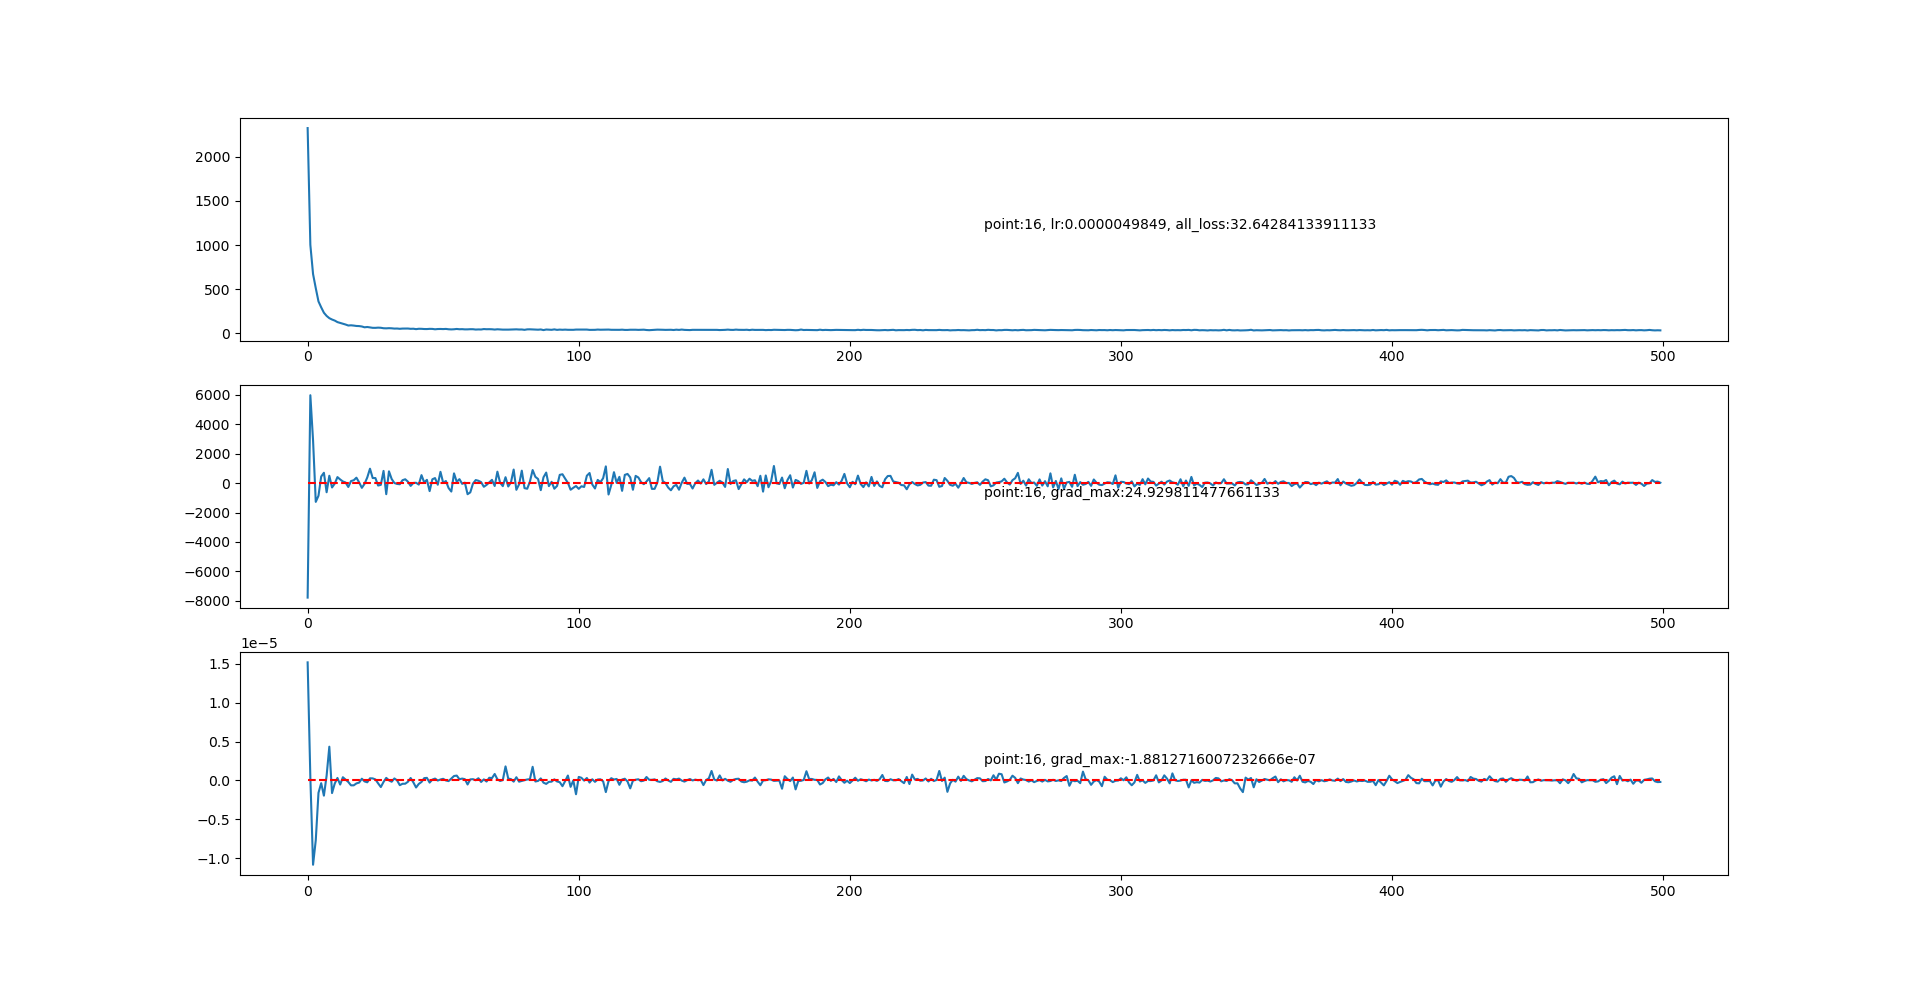 2000
1500
1000
500
0
point:16, lr:0.0000049849, all_loss:32.64284133911133
0 100 200 300 400 500
6000
4000
2000
0
−2000
−4000
−6000
−8000
point:16, grad_max:24.929811477661133
0 100 200 300 400 500
1e−5
1.5
1.0
0.5
0.0
−0.5
−1.0
point:16, grad_max:-1.8812716007232666e-07
0 100 200 300 400 500